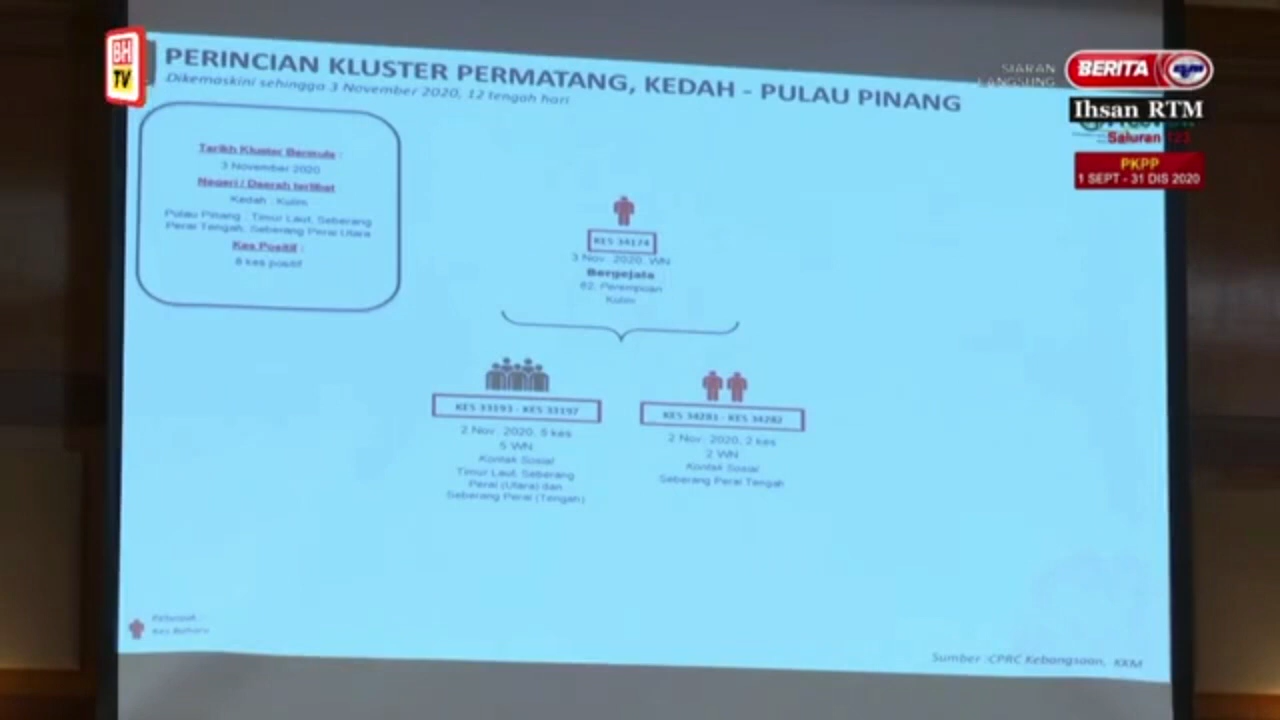 BH
TV
PERINCIAN KLUSTER PERMATANG, KEDAH - PULAU PINANG
Dikemaskini sehingga 3 November 2020, 12 tengah hari
SIARAN
LANGSUNG
BERITA
Ihsan RTM
Saluran 123
PKPP
1 SEPT - 31 DIS 2020
Tarikh Kluster Bermula :
3 November 2020
Negeri / Daerah terlibat
Kedah : Kulim
Pulau Pinang : Timur Laut, Seberang
Perai Tengah, Seberang Perai Utara
Kes Positif :
8 kes positif
KES 34174
3 Nov. 2020, WN
Bergejala
62, Perempuan
Kulim
KES 33193 - KES 33197
2 Nov. 2020, 5 kes
5 WN
Kontak Sosial
Timur Laut, Seberang
Perai (Utara) dan
Seberang Perai (Tengah)
KES 34281 - KES 34282
2 Nov. 2020, 2 kes
2 WN
Kontak Sosial
Seberang Perai Tengah
Petunjuk :
Kes Baharu
Sumber :CPRC Kebangsaan, KKM